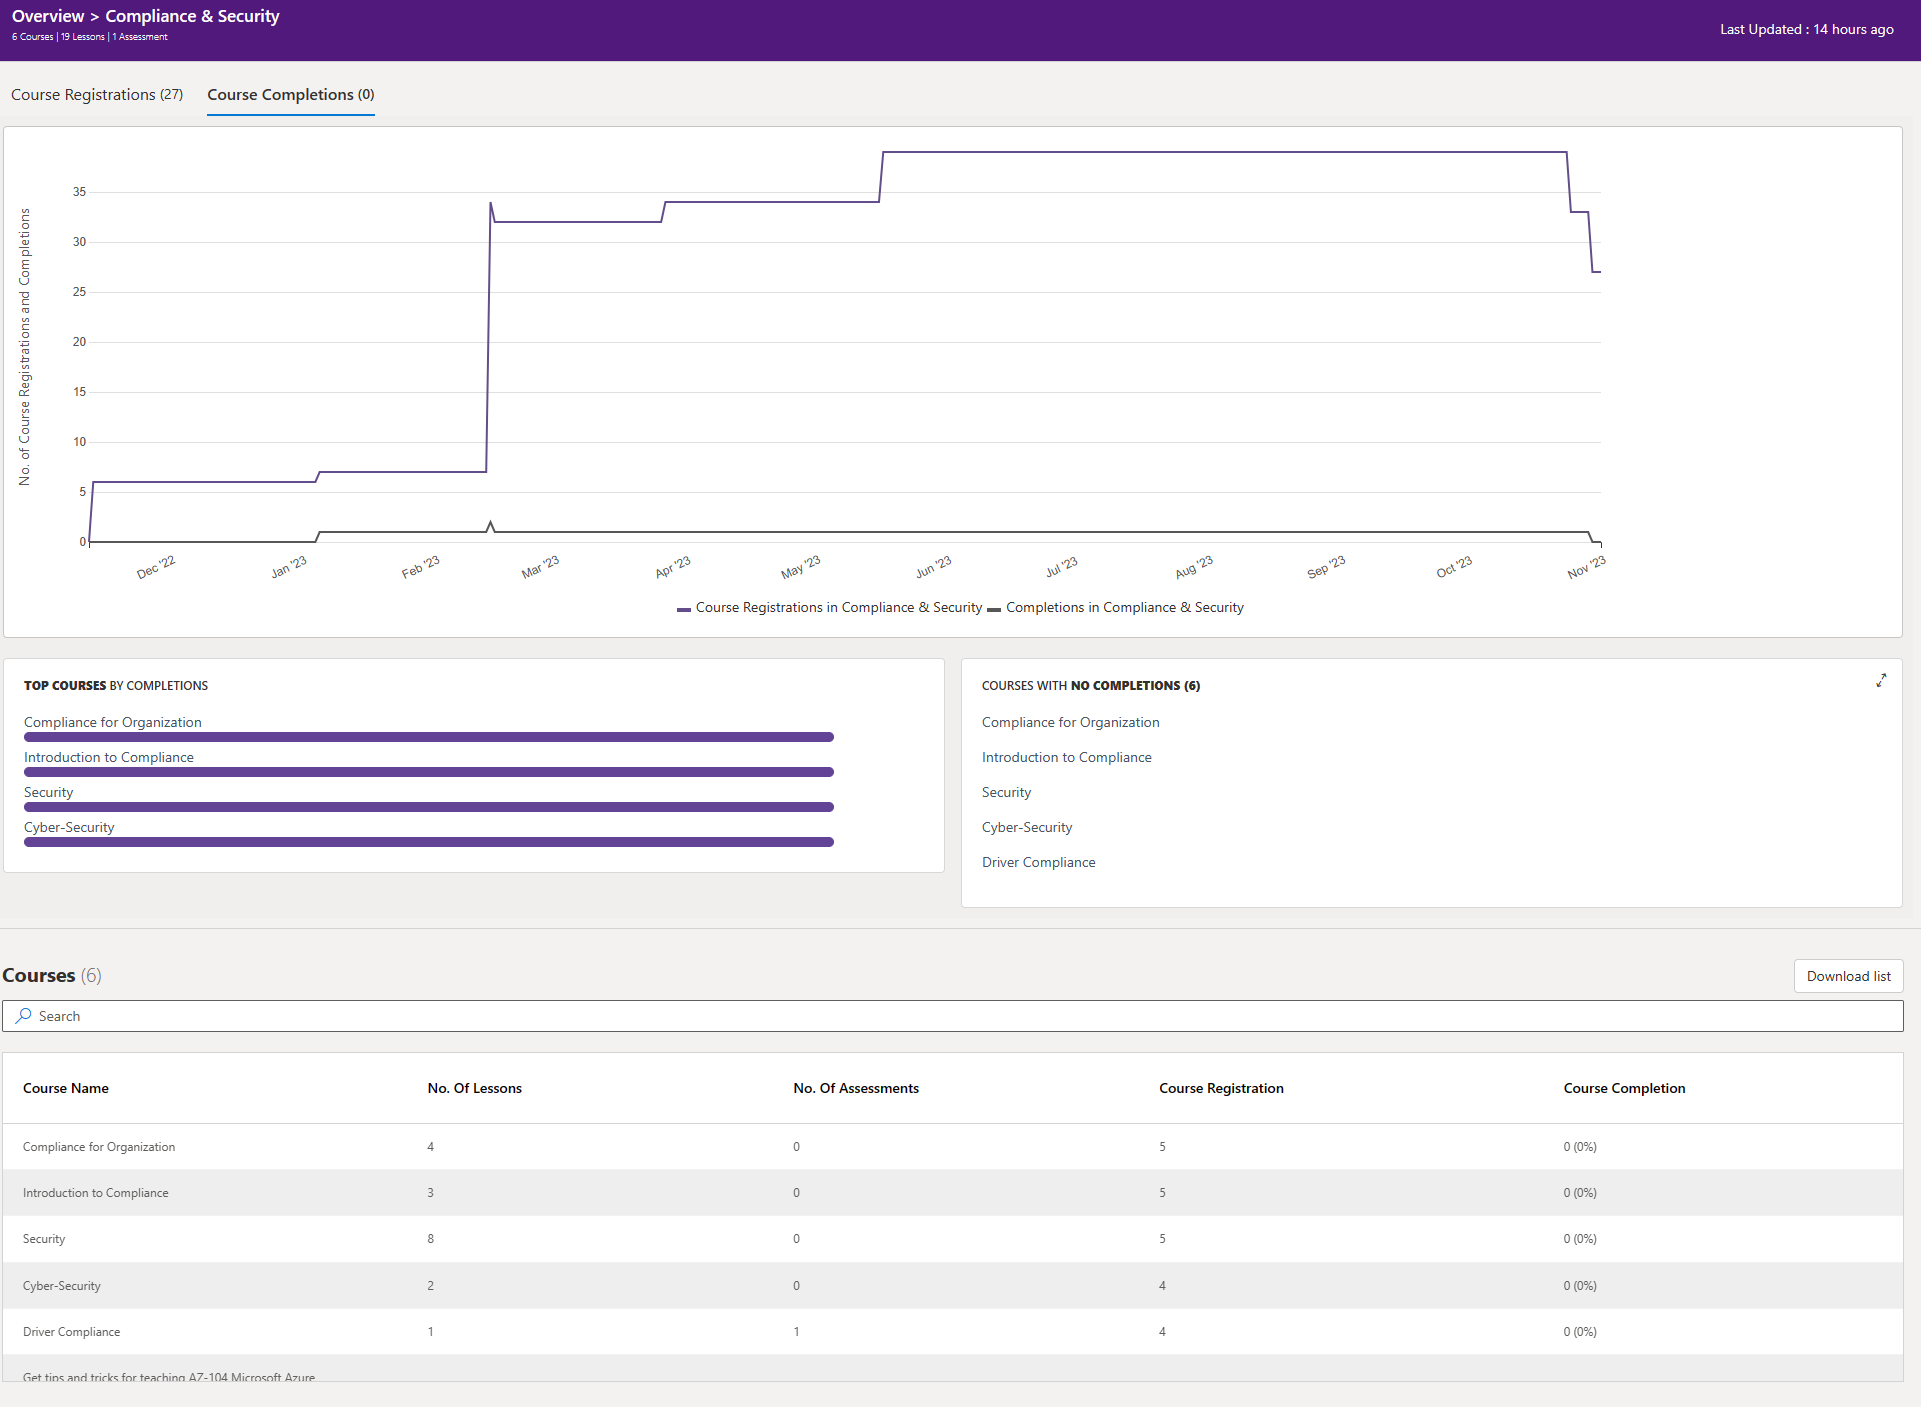 Overview > Compliance & Security
6 Courses | 19 Lessons | 1 Assessment
Last Updated : 14 hours ago
Course Registrations (27)
Course Completions (0)
No. of Course Registrations and Completions
35
30
25
20
15
10
5
0
Dec '22
Jan '23
Feb '23
Mar '23
Apr '23
May '23
Jun '23
Jul '23
Aug '23
Sep '23
Oct '23
Nov '23
Course Registrations in Compliance & Security
Completions in Compliance & Security
TOP COURSES BY COMPLETIONS
Compliance for Organization
Introduction to Compliance
Security
Cyber-Security
COURSES WITH NO COMPLETIONS (6)
Compliance for Organization
Introduction to Compliance
Security
Cyber-Security
Driver Compliance
Courses (6)
Download list
Search
Course Name No. Of Lessons No. Of Assessments Course Registration Course Completion
Compliance for Organization 4 0 5 0 (0%)
Introduction to Compliance 3 0 5 0 (0%)
Security 8 0 5 0 (0%)
Cyber-Security 2 0 4 0 (0%)
Driver Compliance 1 1 4 0 (0%)
Get tips and tricks for teaching AZ-104 Microsoft Azure